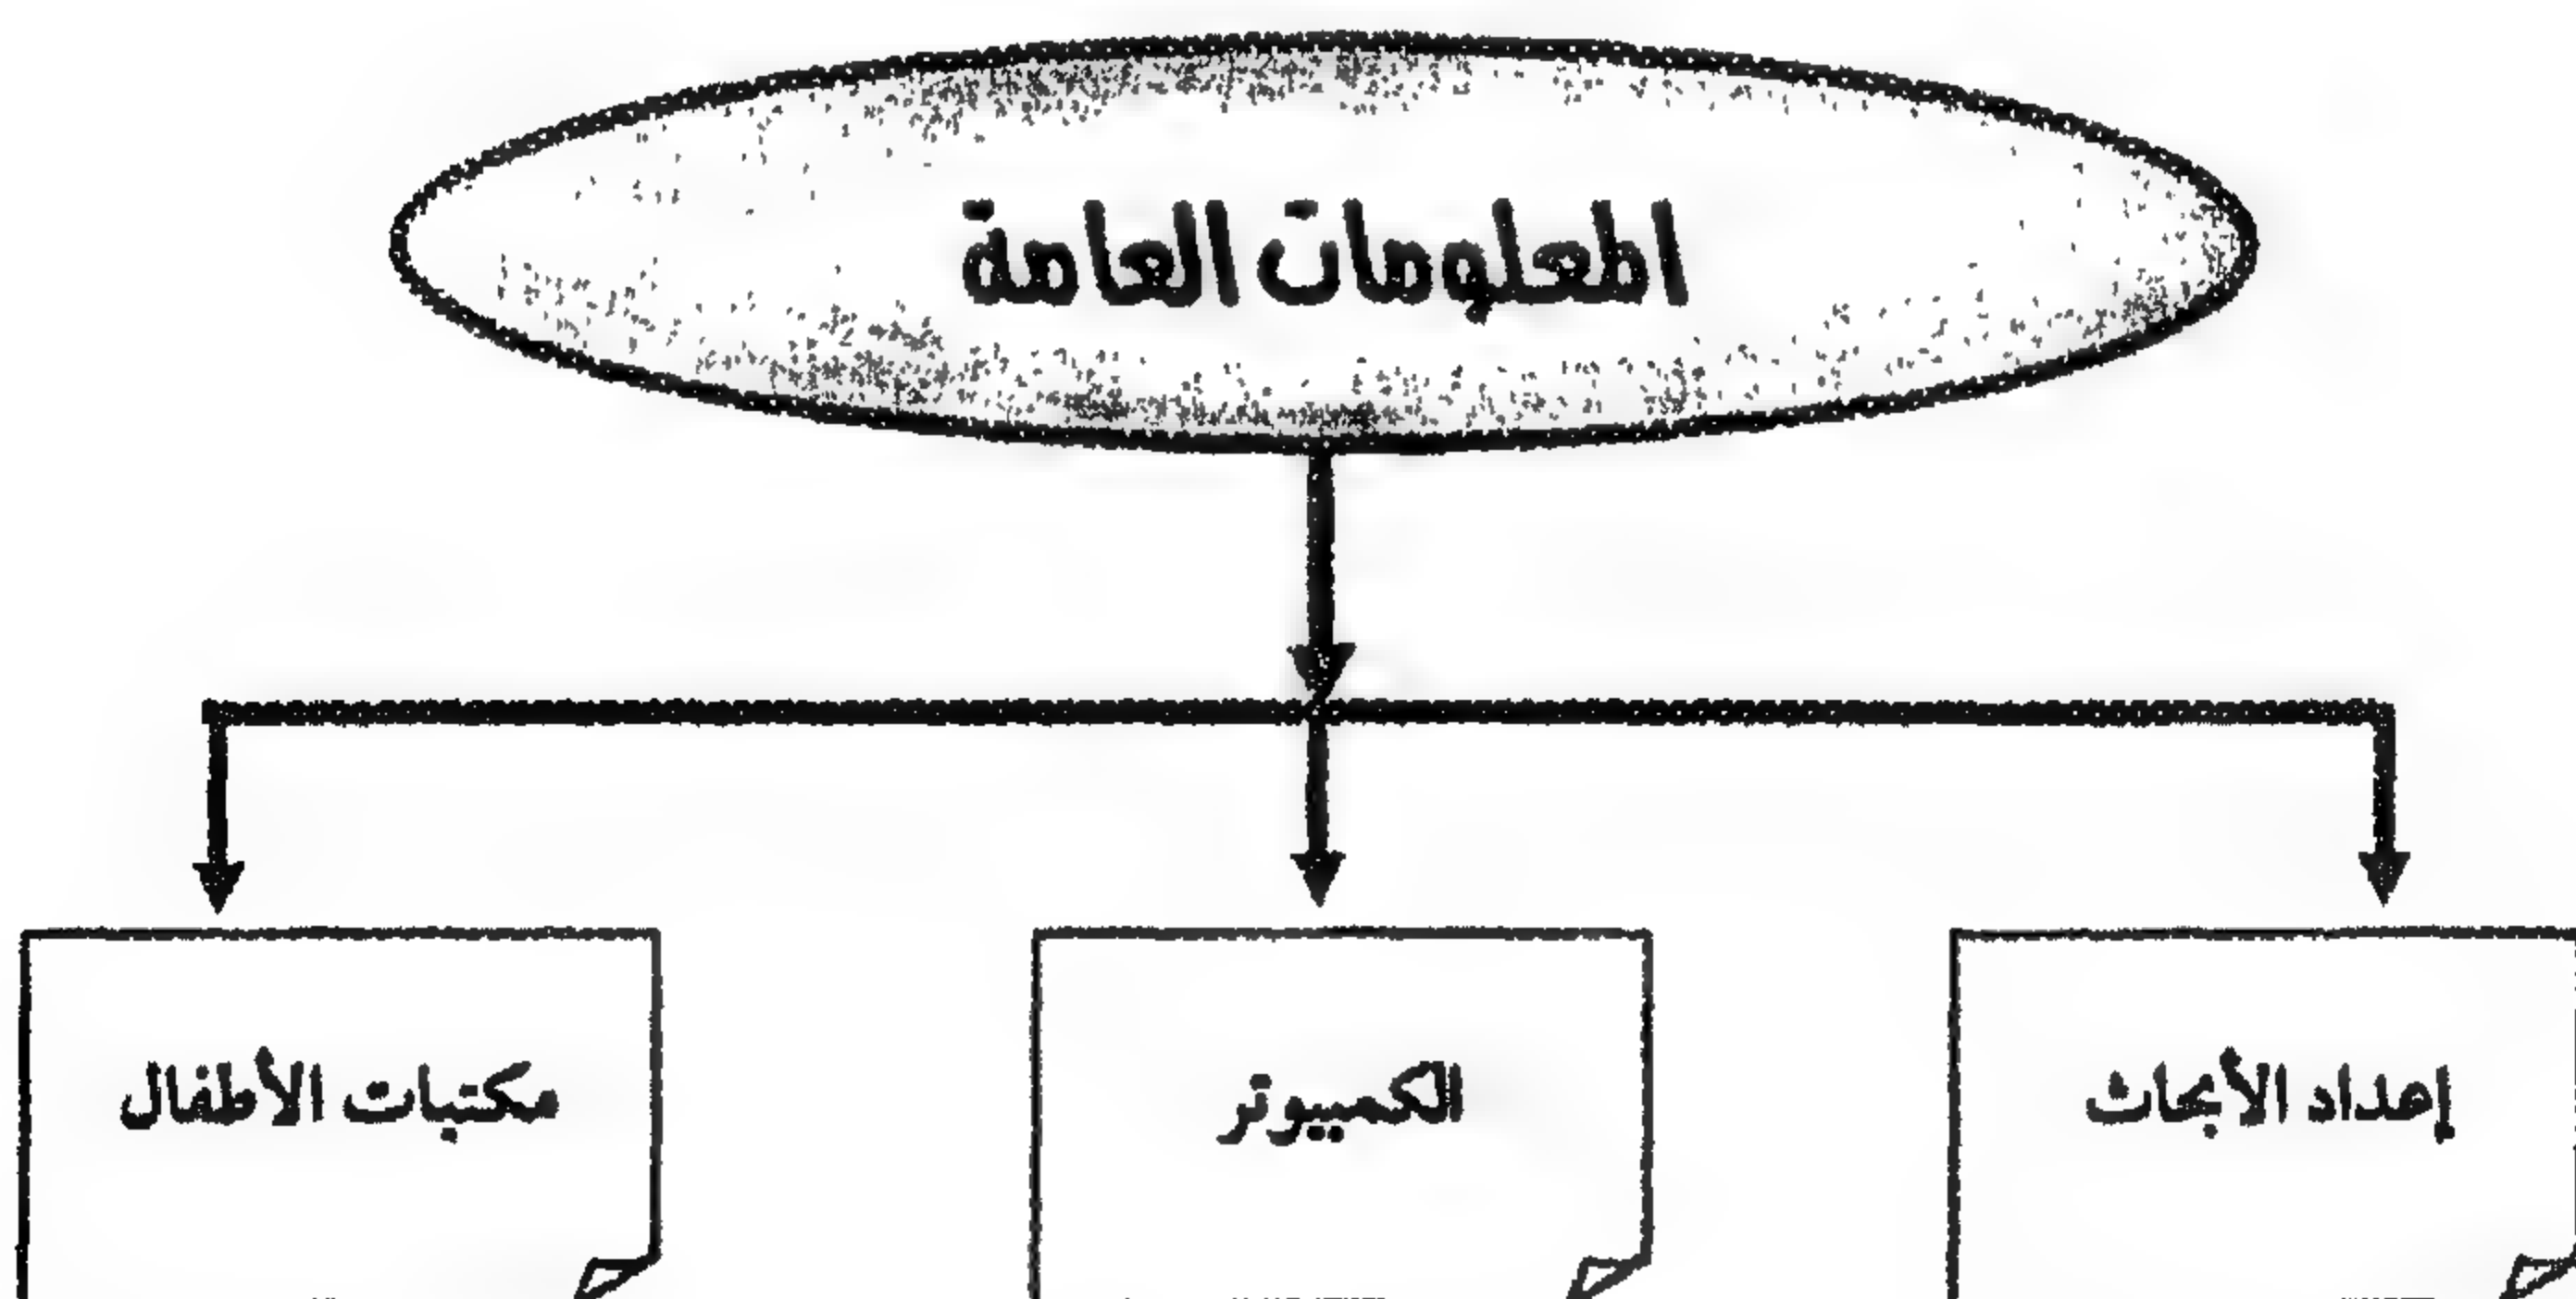 المعلومات العامة
إعداد الأبحاث
الكمبيوتر
مكتبات الأطفال